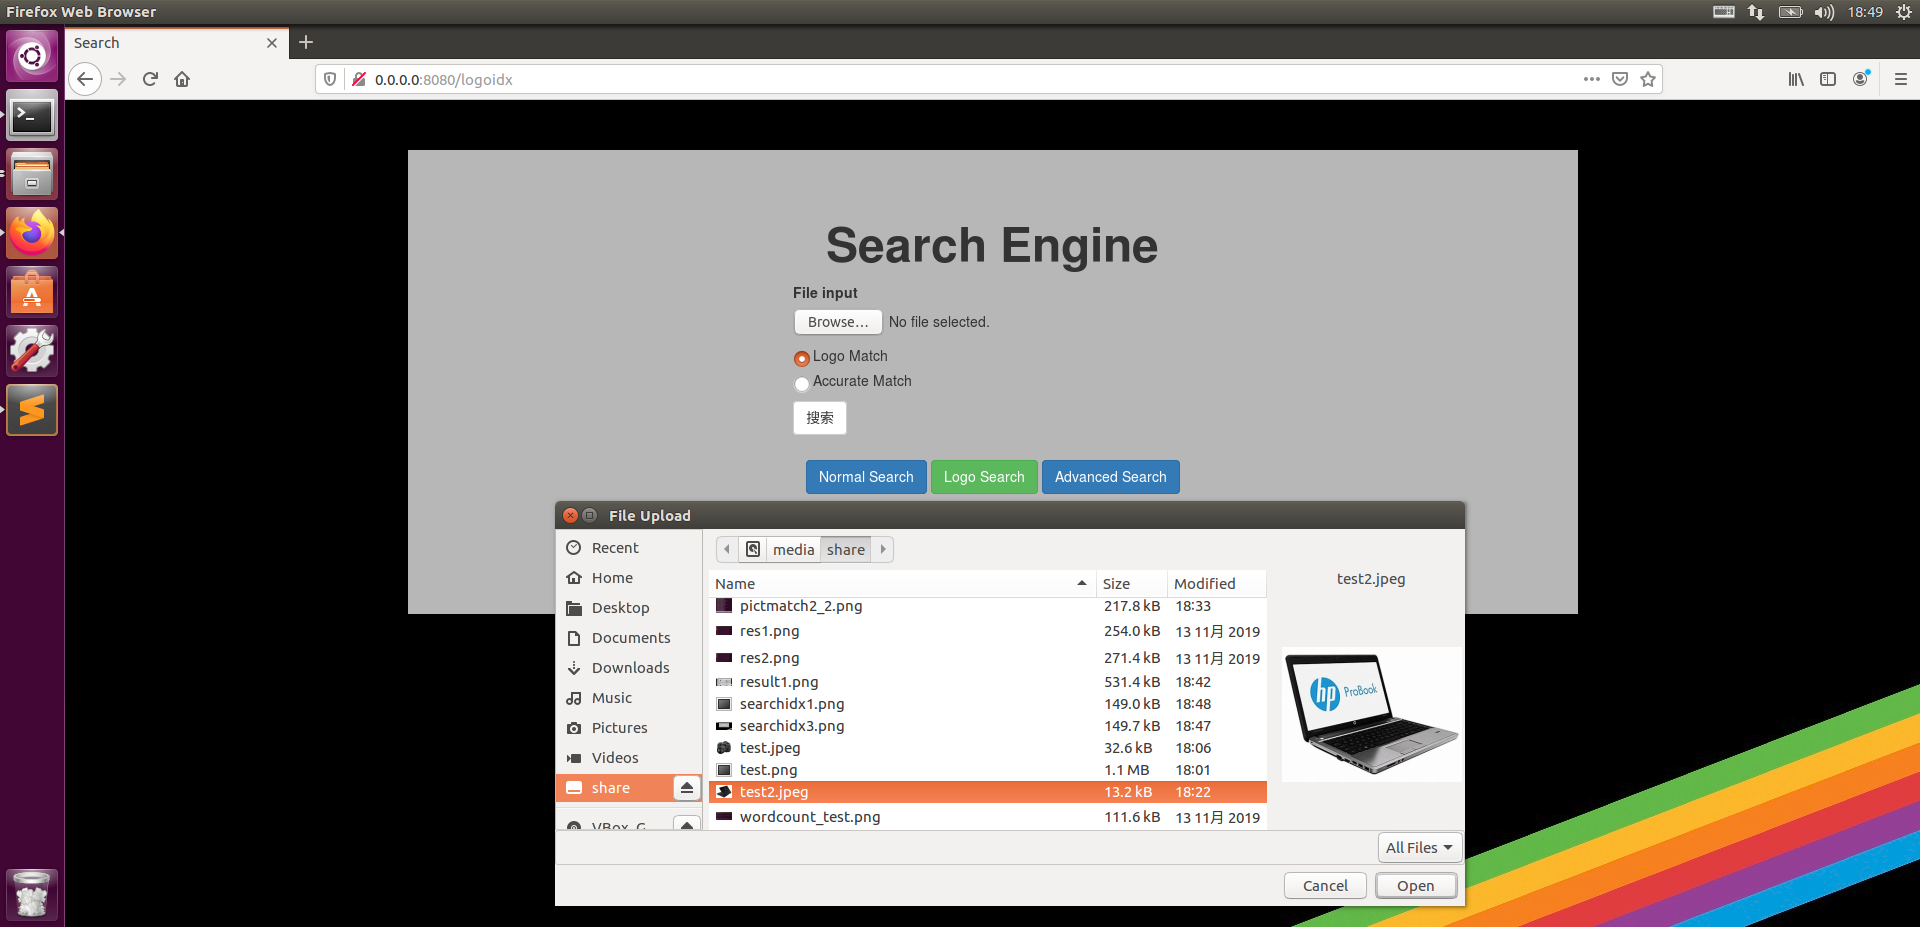 Firefox Web Browser
18:49
Search
0.0.0.0:8080/logoidx
Search Engine
File input
Browse... No file selected.
Logo Match
Accurate Match
搜索
Normal Search Logo Search Advanced Search
File Upload
Recent
Home
Desktop
Documents
Downloads
Music
Pictures
Videos
share
VBox_G
media share
Name Size Modified
pictmatch2_2.png 217.8 kB 18:33
res1.png 254.0 kB 13 11月 2019
res2.png 271.4 kB 13 11月 2019
result1.png 531.4 kB 18:42
searchidx1.png 149.0 kB 18:48
searchidx3.png 149.7 kB 18:47
test.jpeg 32.6 kB 18:06
test.png 1.1 MB 18:01
test2.jpeg 13.2 kB 18:22
wordcount_test.png 111.6 kB 13 11月 2019
test2.jpeg
hp ProBook
All Files
Cancel Open